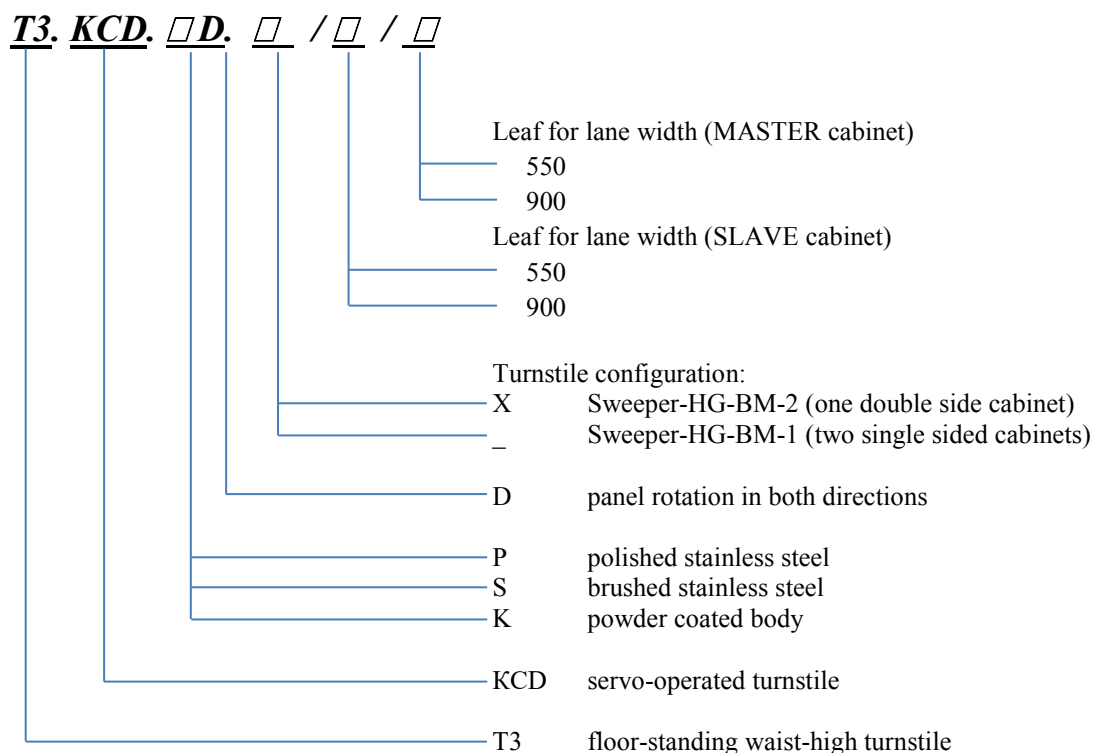 T3. KCD. □D. □ / □ / □
Leaf for lane width (MASTER cabinet)
550
900
Leaf for lane width (SLAVE cabinet)
550
900
Turnstile configuration:
X Sweeper-HG-BM-2 (one double side cabinet)
_ Sweeper-HG-BM-1 (two single sided cabinets)
D panel rotation in both directions
P polished stainless steel
S brushed stainless steel
K powder coated body
KCD servo-operated turnstile
T3 floor-standing waist-high turnstile